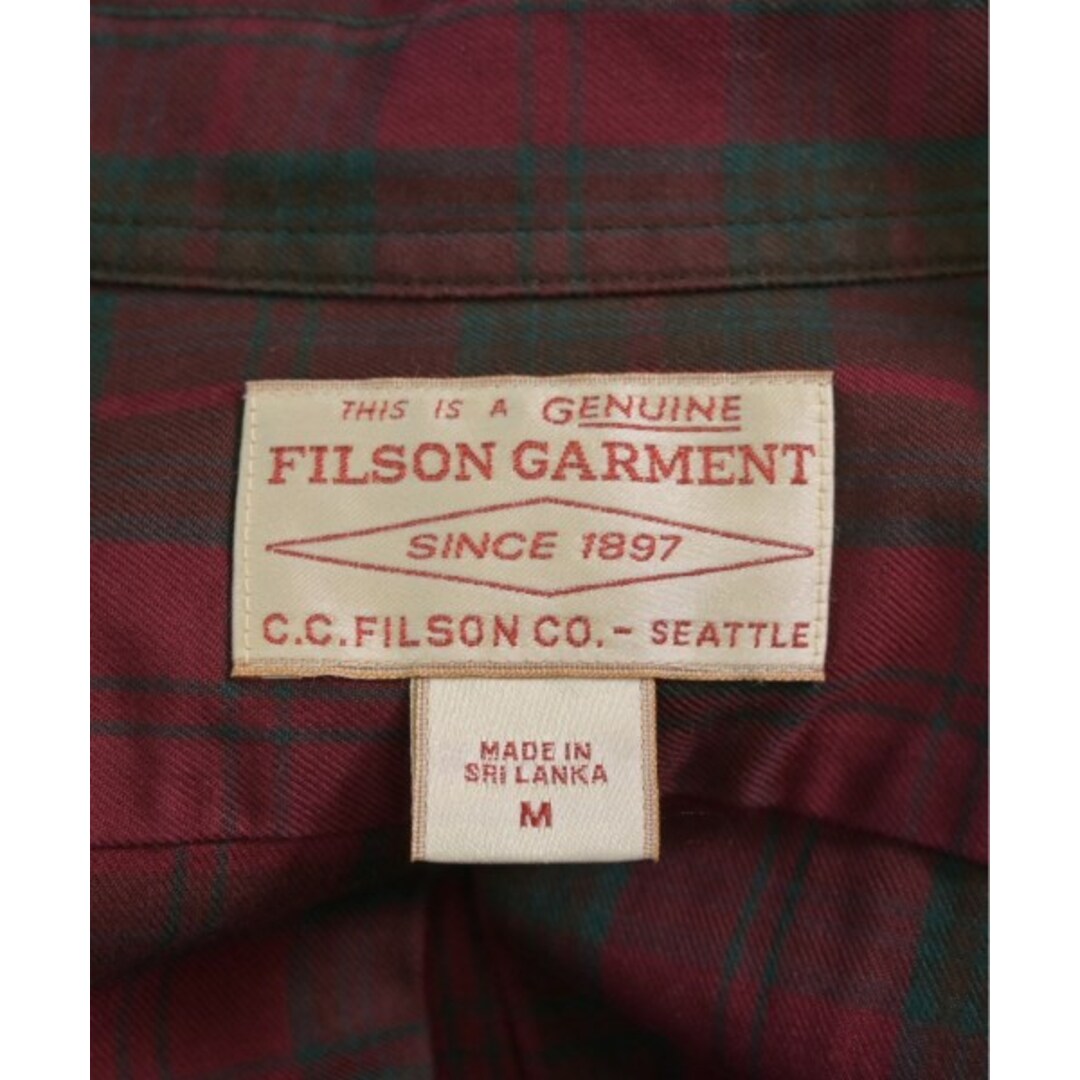 THIS IS A GENUINE
FILSON GARMENT
SINCE 1897
C.C. FILSON CO. - SEATTLE
MADE IN
SRI LANKA
M